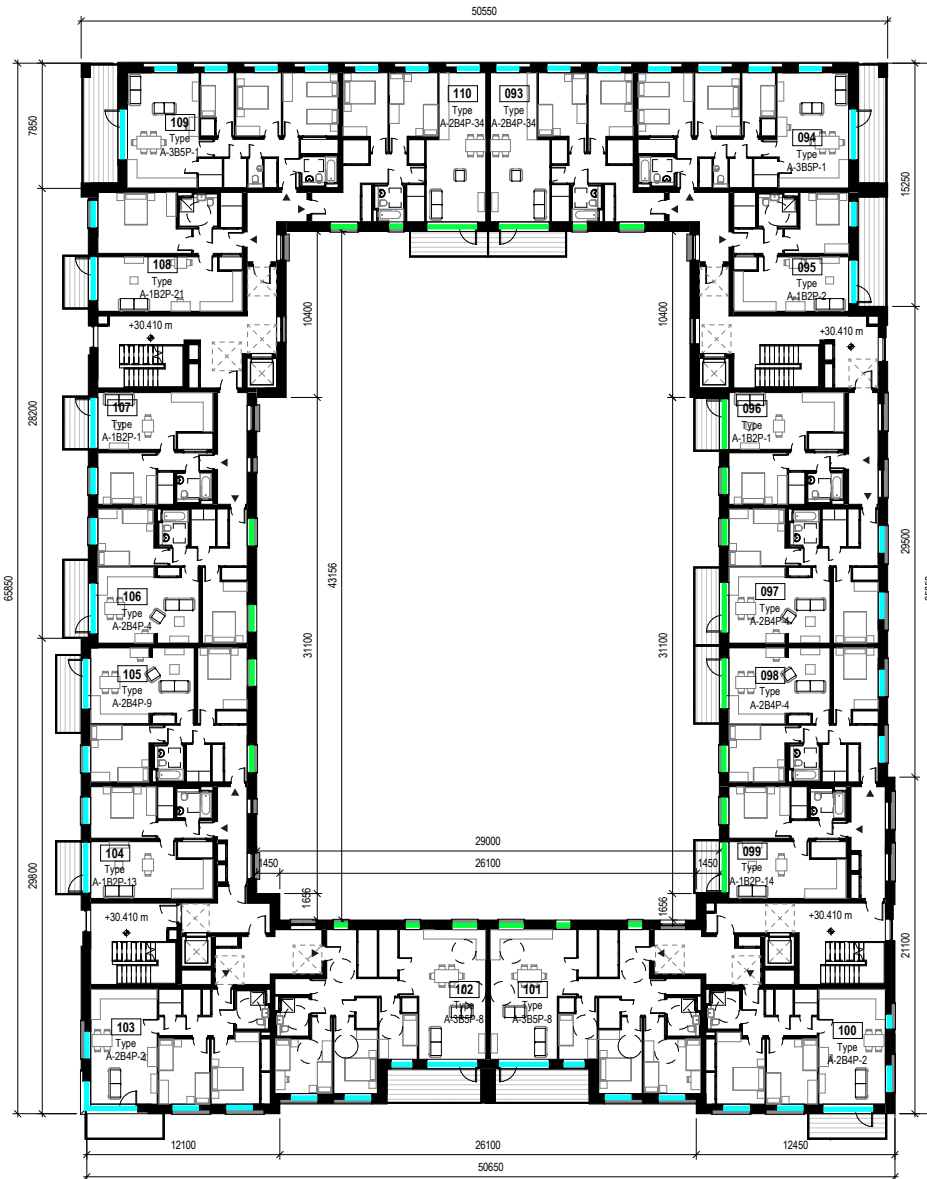 50550
7850
109
Type
A-3B5P-1
110
Type
A-2B4P-34
093
Type
A-2B4P-34
094
Type
A-3B5P-1
15250
108
Type
A-1B2P-21
095
Type
A-1B2P-2
+30.410 m
10400
10400
+30.410 m
28200
107
Type
A-1B2P-1
096
Type
A-1B2P-1
65850
106
Type
A-2B4P-4
43156
31100
31100
097
Type
A-2B4P-4
29500
105
Type
A-2B4P-9
098
Type
A-2B4P-4
29800
104
Type
A-1B2P-13
29000
1450
26100
1450
099
Type
A-1B2P-14
1656
1656
+30.410 m
+30.410 m
21100
103
Type
A-2B4P-2
102
Type
A-3B5P-8
101
Type
A-3B5P-8
100
Type
A-2B4P-2
12100
26100
12450
50650